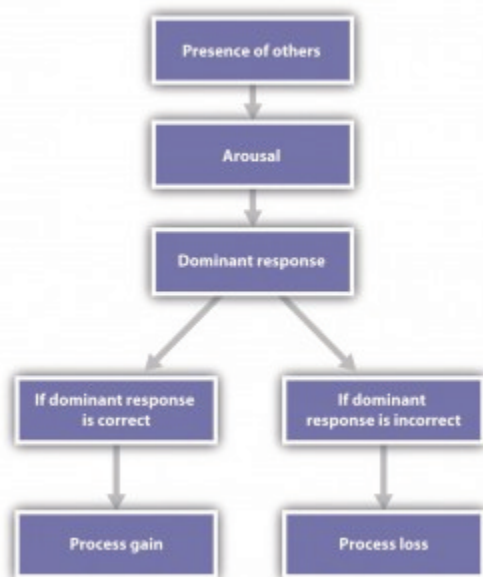 Presence of others
Arousal
Dominant response
If dominant response
is correct
If dominant
response is incorrect
Process gain
Process loss